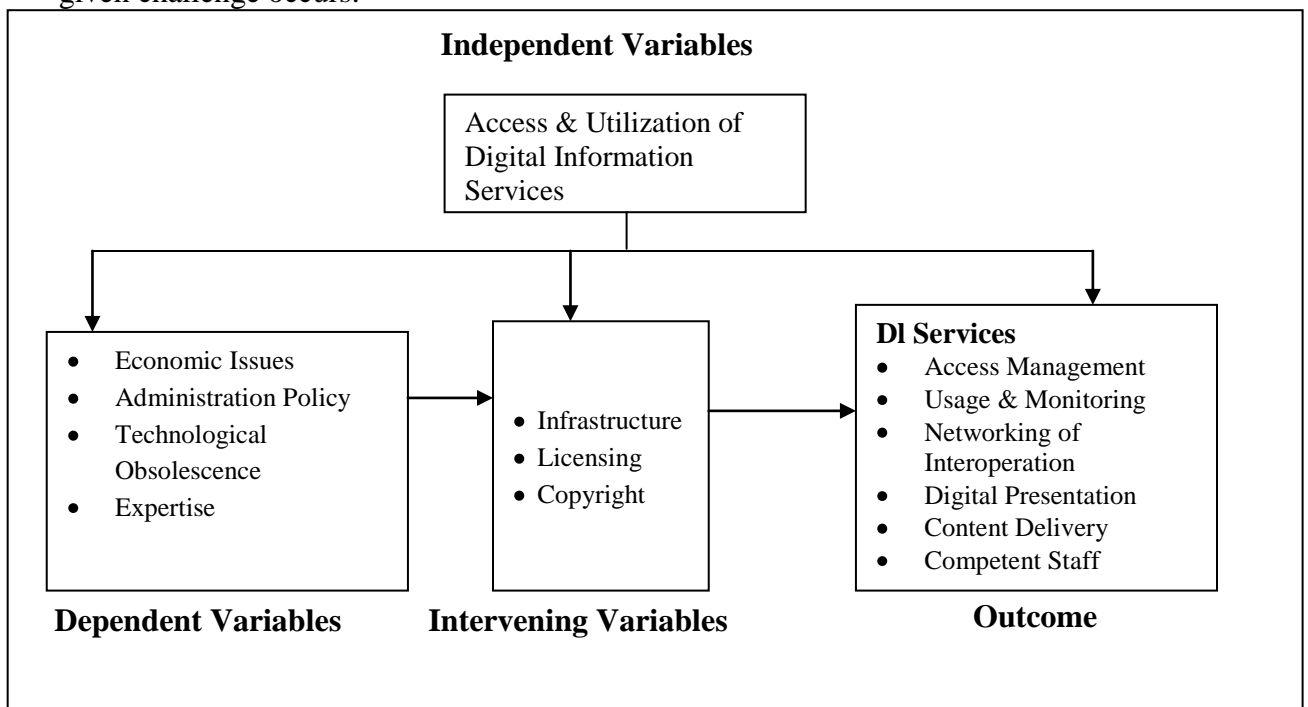 given challenge occurs.
Independent Variables
Access & Utilization of
Digital Information
Services
• Economic Issues
• Administration Policy
• Technological
Obsolescence
• Expertise
Dependent Variables
• Infrastructure
• Licensing
• Copyright
Intervening Variables
Dl Services
• Access Management
• Usage & Monitoring
• Networking of
Interoperation
• Digital Presentation
• Content Delivery
• Competent Staff
Outcome